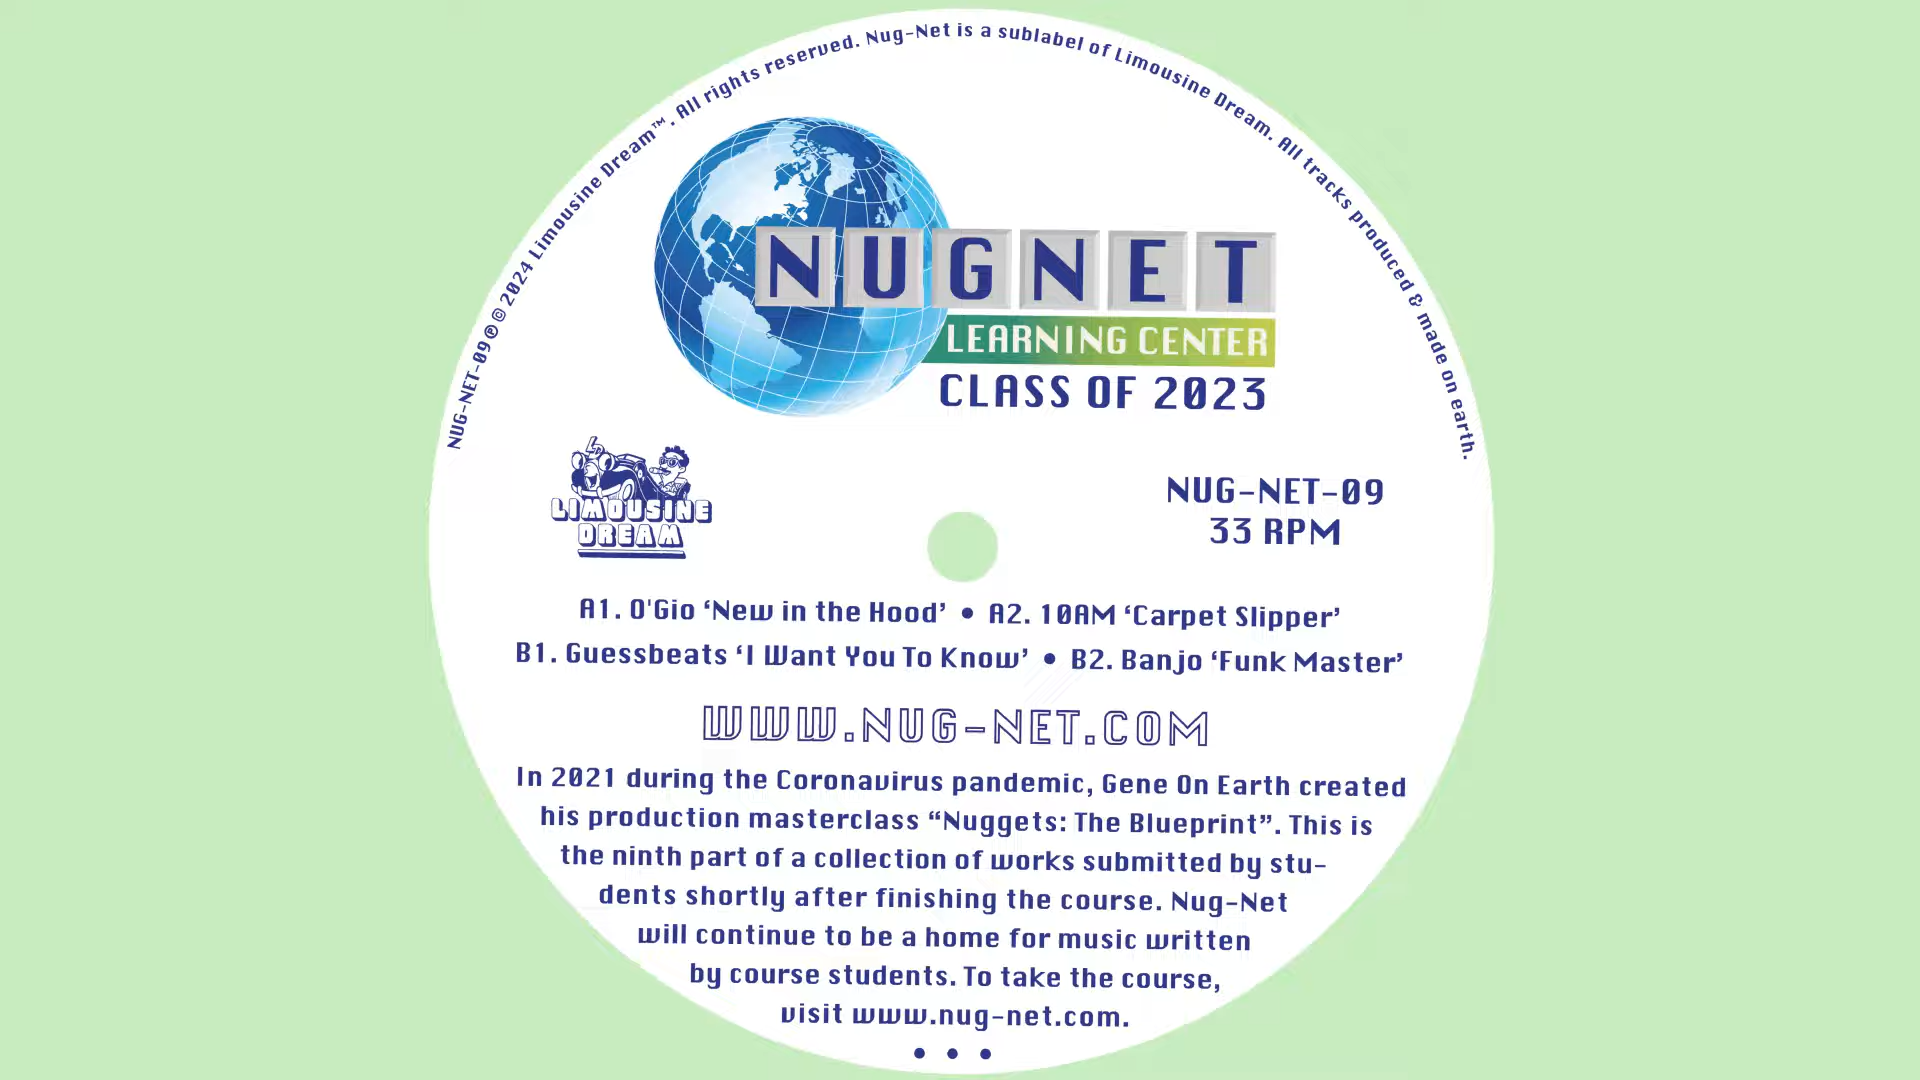 NUG-NET-09 ℗ © 2024 Limousine Dream™. All rights reserved. Nug-Net is a sublabel of Limousine Dream. All tracks produced & made on earth.
NUGNET
LEARNING CENTER
CLASS OF 2023
LD
LIMOUSINE
DREAM
NUG-NET-09
33 RPM
A1. O'Gio ‘New in the Hood’ • A2. 10AM ‘Carpet Slipper’
B1. Guessbeats ‘I Want You To Know’ • B2. Banjo ‘Funk Master’
WWW.NUG-NET.COM
In 2021 during the Coronavirus pandemic, Gene On Earth created
his production masterclass “Nuggets: The Blueprint”. This is
the ninth part of a collection of works submitted by stu-
dents shortly after finishing the course. Nug-Net
will continue to be a home for music written
by course students. To take the course,
visit www.nug-net.com.
• • •